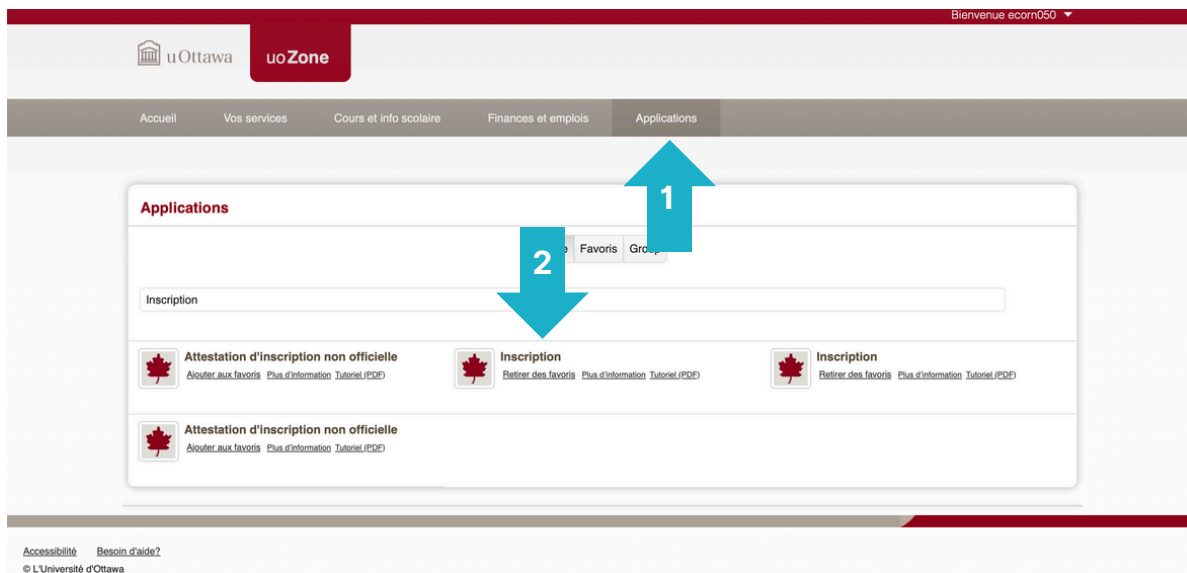 Bienvenue ecorn050
uOttawa
uoZone
Accueil Vos services Cours et info scolaire Finances et emplois Applications
1
Applications
Favoris
2
Inscription
Attestation d'inscription non officielle Inscription Inscription
Ajouter aux favoris Plus d'information Tutoriel (PDF) Retirer des favoris Plus d'information Tutoriel (PDF) Retirer des favoris Plus d'information Tutoriel (PDF)
Attestation d'inscription non officielle
Ajouter aux favoris Plus d'information Tutoriel (PDF)
Accessibilité Besoin d'aide?
© L'Université d'Ottawa